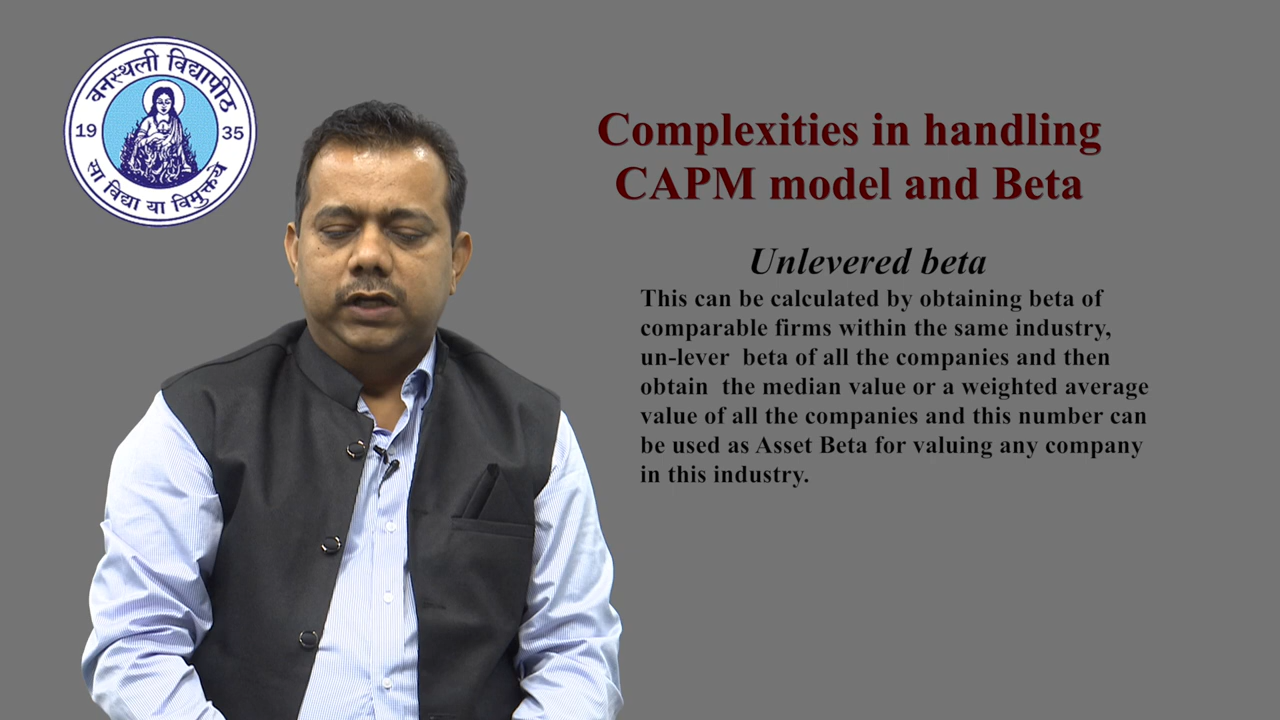 वनस्थली विद्यापीठ
19 35
सा विद्या या विमुक्तये
Complexities in handling
CAPM model and Beta
Unlevered beta
This can be calculated by obtaining beta of
comparable firms within the same industry,
un-lever beta of all the companies and then
obtain the median value or a weighted average
value of all the companies and this number can
be used as Asset Beta for valuing any company
in this industry.